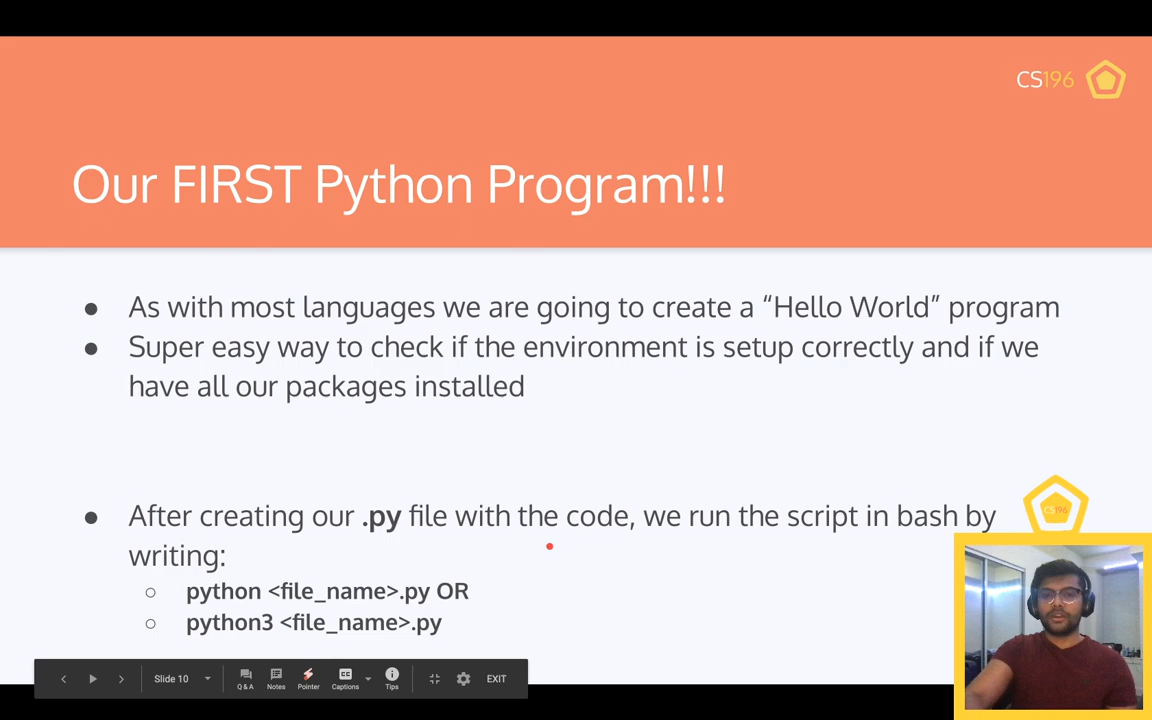 CS196
Our FIRST Python Program!!!
● As with most languages we are going to create a “Hello World” program
● Super easy way to check if the environment is setup correctly and if we
have all our packages installed
● After creating our .py file with the code, we run the script in bash by
writing:
○ python <file_name>.py OR
○ python3 <file_name>.py
CS196
Slide 10
Q & A Notes Pointer Captions Tips EXIT